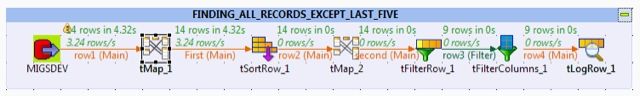 FINDING_ALL_RECORDS_EXCEPT_LAST_FIVE
14 rows in 4.32s 14 rows in 4.32s 14 rows in 0s 14 rows in 0s 9 rows in 0s 9 rows in 0s
3.24 rows/s 3.24 rows/s 0 rows/s 0 rows/s 0 rows/s 0 rows/s
row1 (Main) First (Main) row2 (Main) second (Main) row3 (Filter) row4 (Main)
MIGSDEV tMap_1 tSortRow_1 tMap_2 tFilterRow_1 tFilterColumns_1 tLogRow_1